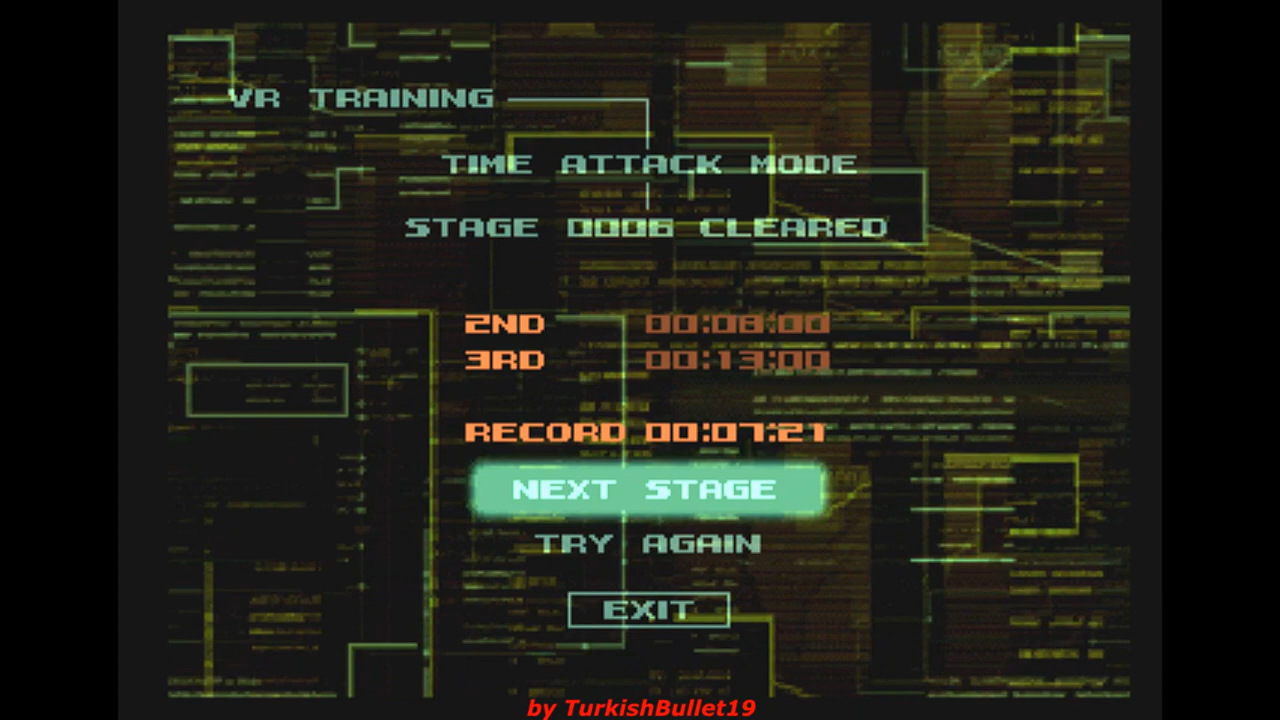 VR TRAINING
TIME ATTACK MODE
STAGE 0006 CLEARED
2ND 00:08:00
3RD 00:13:00
RECORD 00:07:21
NEXT STAGE
TRY AGAIN
EXIT
by TurkishBullet19